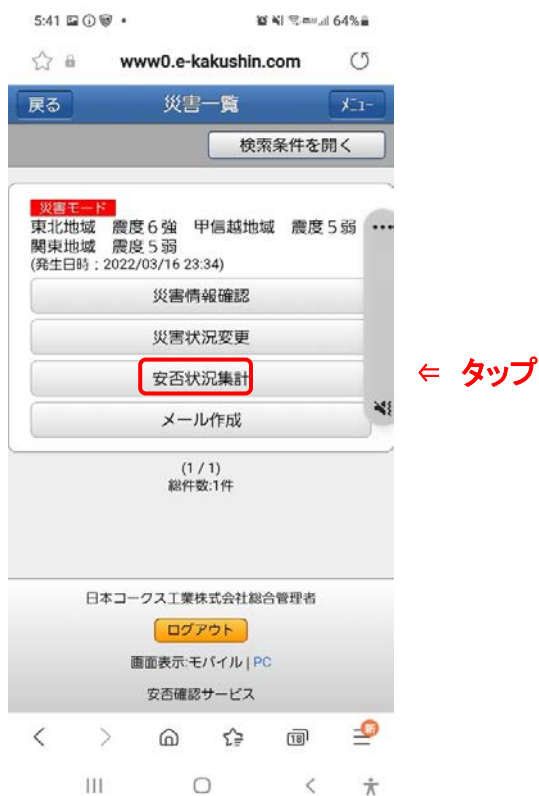 5:41 64%
www0.e-kakushin.com
戻る 災害一覧 メニュー
検索条件を開く
災害モード
東北地域 震度６強 甲信越地域 震度５弱
関東地域 震度５弱
(発生日時：2022/03/16 23:34)
災害情報確認
災害状況変更
安否状況集計 ⇐ タップ
メール作成
(1 / 1)
総件数:1件
日本コークス工業株式会社総合管理者
ログアウト
画面表示:モバイル | PC
安否確認サービス
18 新